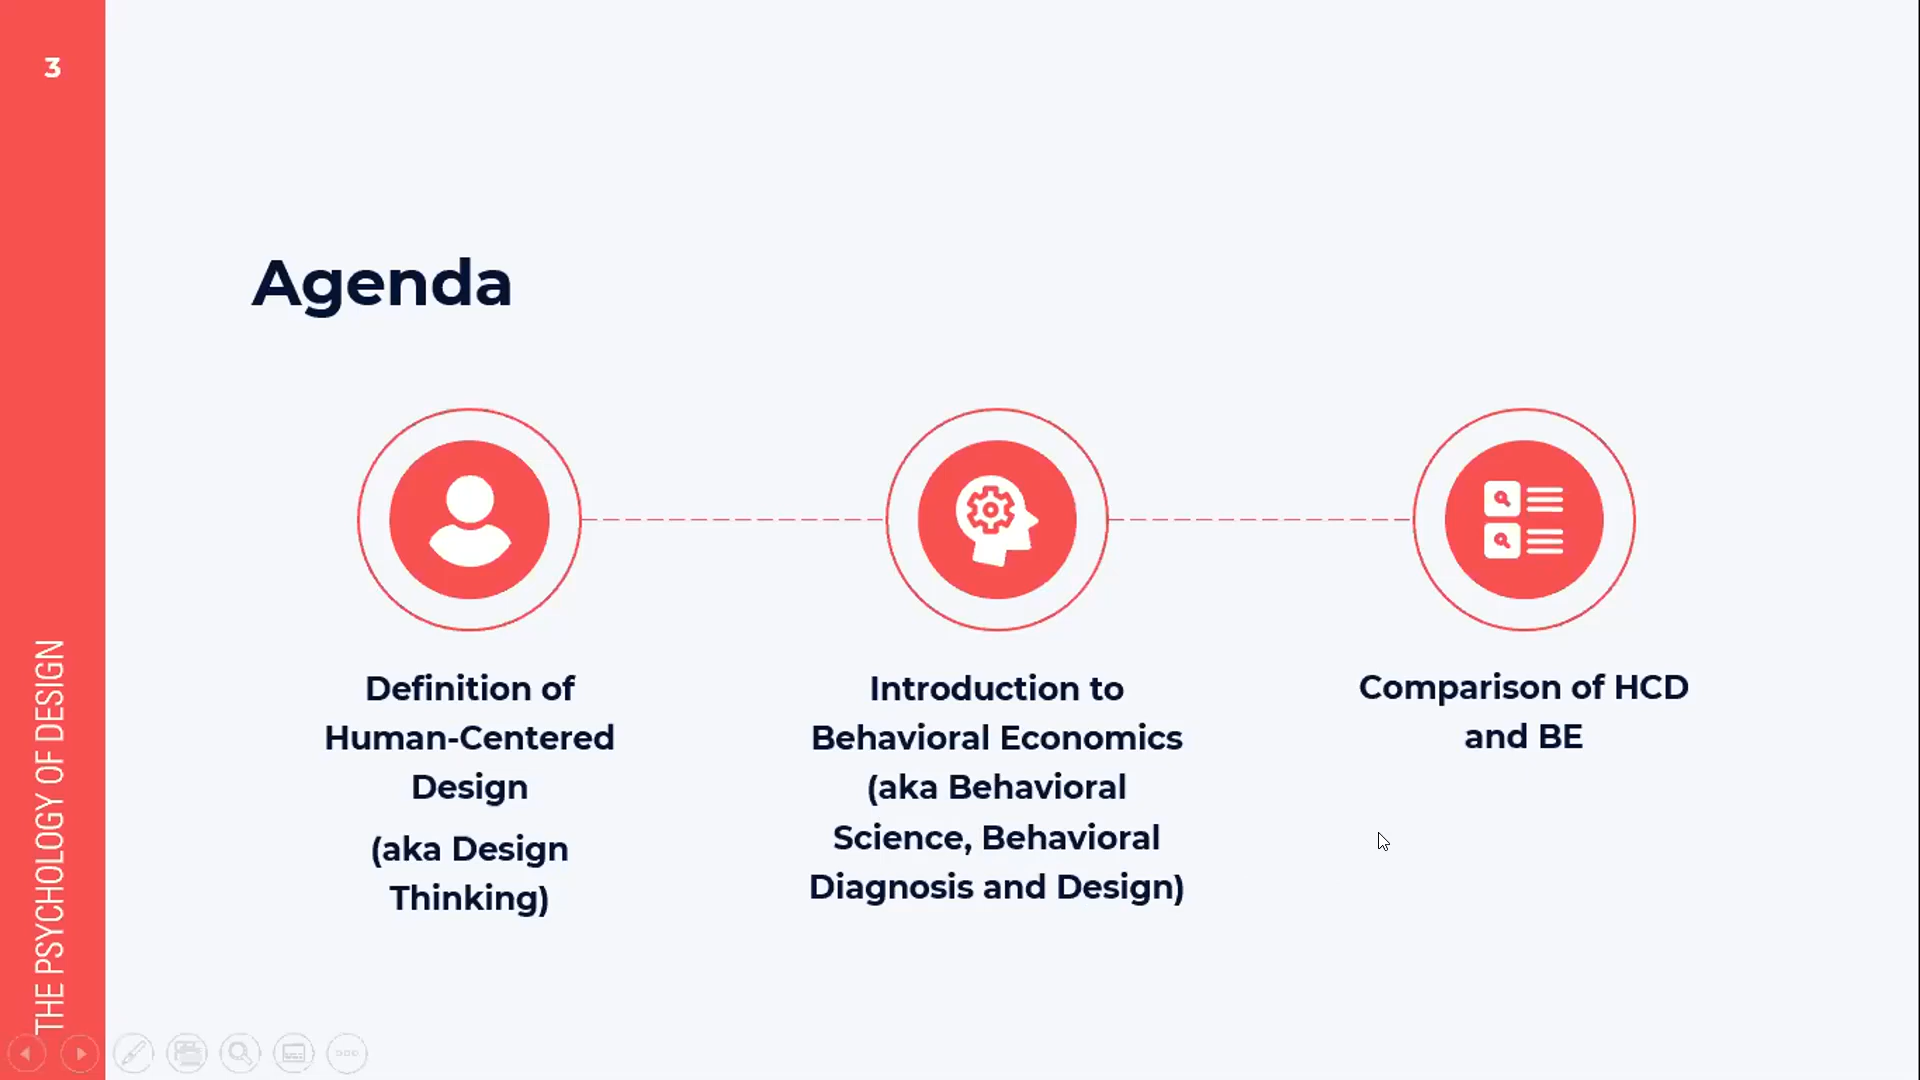 3
THE PSYCHOLOGY OF DESIGN
Agenda
Definition of
Human-Centered
Design
(aka Design
Thinking)
Introduction to
Behavioral Economics
(aka Behavioral
Science, Behavioral
Diagnosis and Design)
Comparison of HCD
and BE